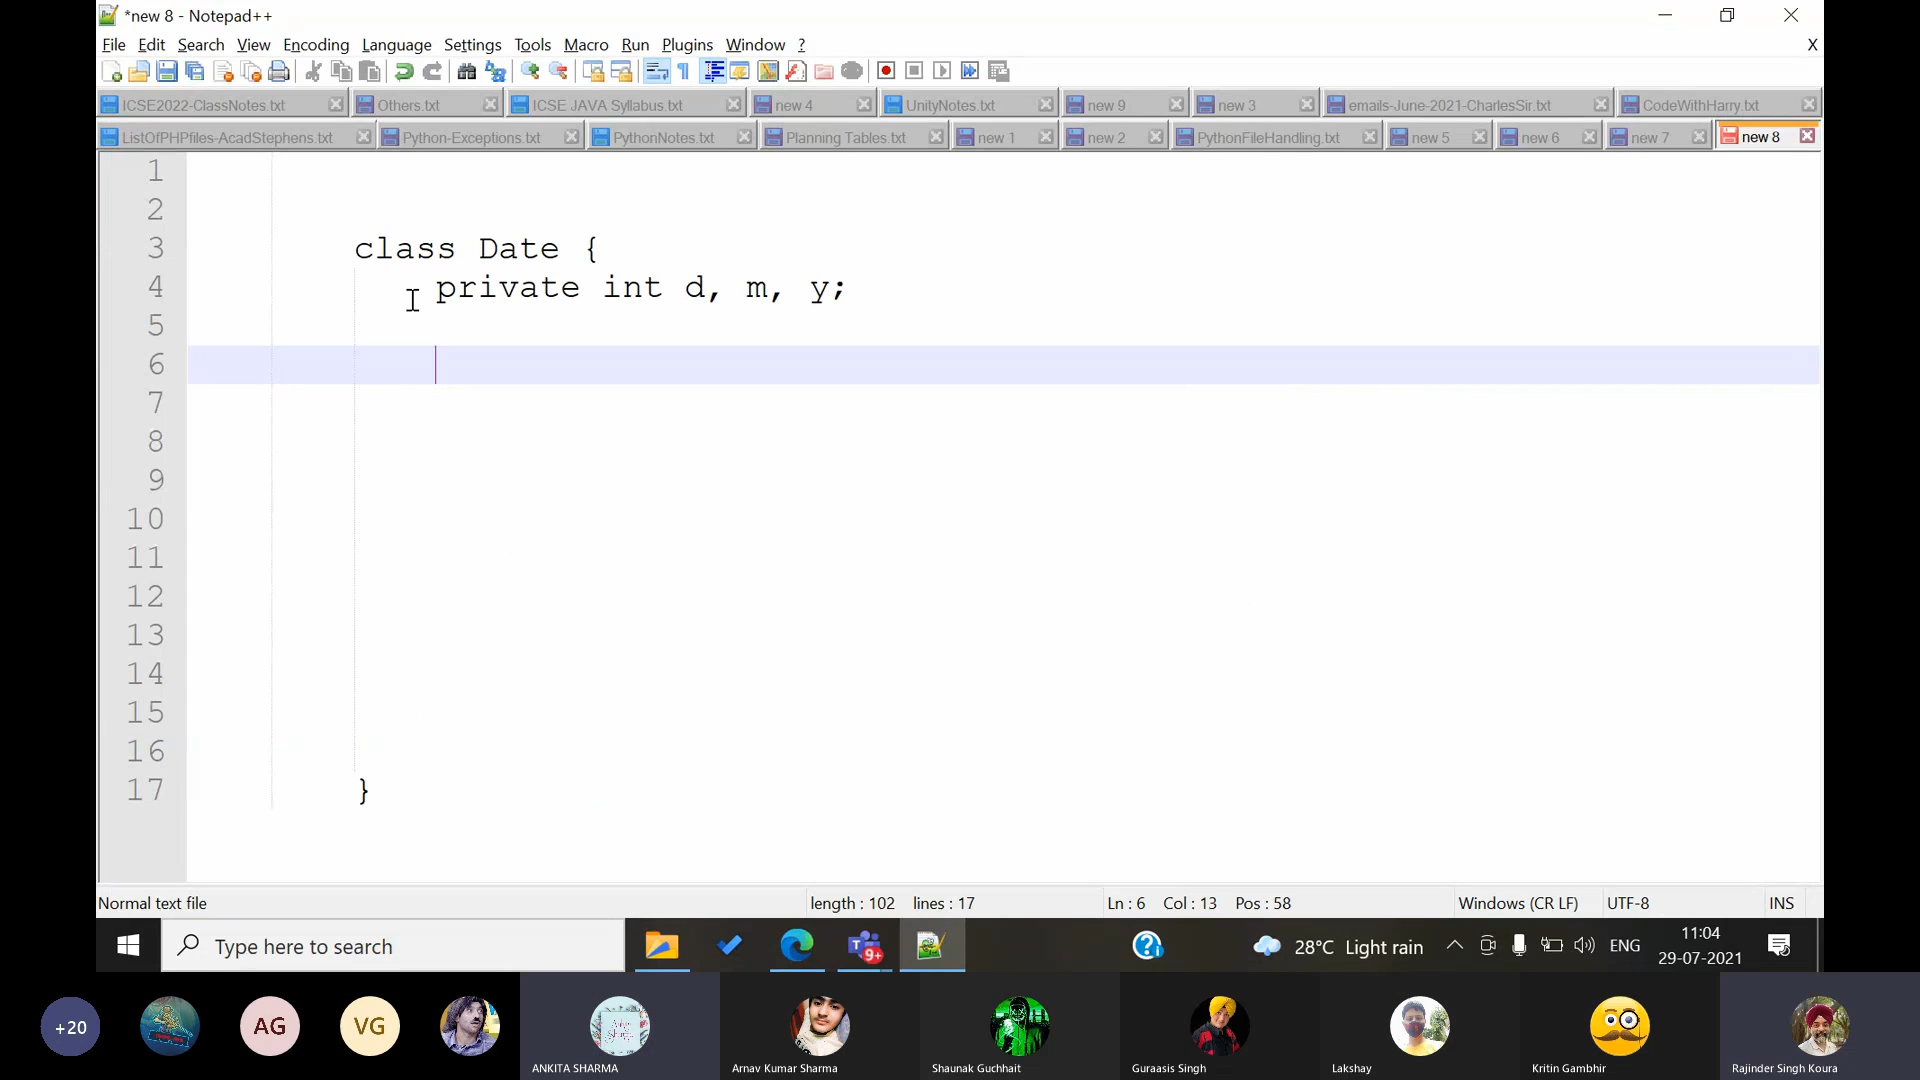 *new 8 - Notepad++
File Edit Search View Encoding Language Settings Tools Macro Run Plugins Window ? X
ICSE2022-ClassNotes.txt Others.txt ICSE JAVA Syllabus.txt new 4 UnityNotes.txt new 9 new 3 emails-June-2021-CharlesSir.txt CodeWithHarry.txt
ListOfPHPfiles-AcadStephens.txt Python-Exceptions.txt PythonNotes.txt Planning Tables.txt new 1 new 2 PythonFileHandling.txt new 5 new 6 new 7 new 8
1
2
3 class Date {
4 private int d, m, y;
5
6
7
8
9
10
11
12
13
14
15
16
17 }
Normal text file length : 102 lines : 17 Ln : 6 Col : 13 Pos : 58 Windows (CR LF) UTF-8 INS
Type here to search 9+ 28°C Light rain ENG 11:04
29-07-2021
+20 AG VG
ANKITA SHARMA Arnav Kumar Sharma Shaunak Guchhait Guraasis Singh Lakshay Kritin Gambhir Rajinder Singh Koura